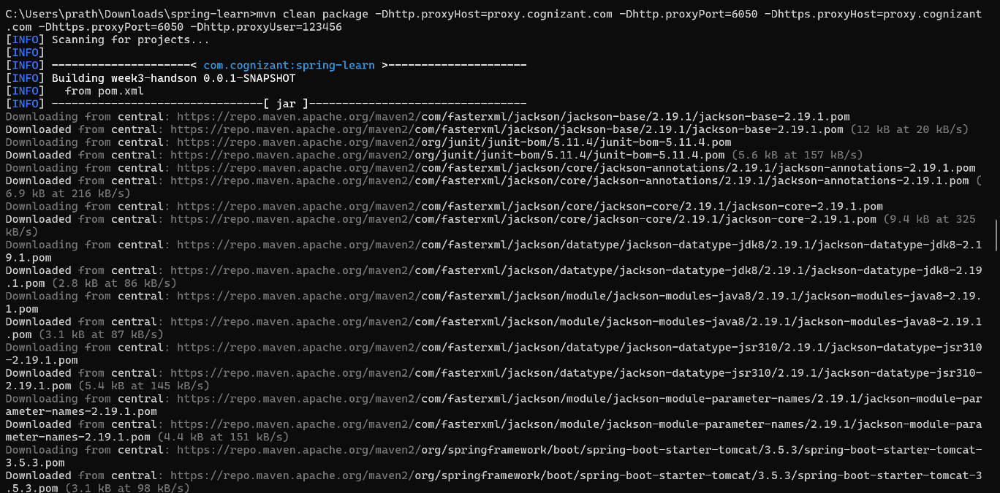 C:\Users\prath\Downloads\spring-learn>mvn clean package -Dhttp.proxyHost=proxy.cognizant.com -Dhttp.proxyPort=6050 -Dhttps.proxyHost=proxy.cognizant
.com -Dhttps.proxyPort=6050 -Dhttp.proxyUser=123456
[INFO] Scanning for projects...
[INFO]
[INFO] ---------------------< com.cognizant:spring-learn >---------------------
[INFO] Building week3-handson 0.0.1-SNAPSHOT
[INFO]   from pom.xml
[INFO] --------------------------------[ jar ]---------------------------------
Downloading from central: https://repo.maven.apache.org/maven2/com/fasterxml/jackson/jackson-base/2.19.1/jackson-base-2.19.1.pom
Downloaded from central: https://repo.maven.apache.org/maven2/com/fasterxml/jackson/jackson-base/2.19.1/jackson-base-2.19.1.pom (12 kB at 20 kB/s)
Downloading from central: https://repo.maven.apache.org/maven2/org/junit/junit-bom/5.11.4/junit-bom-5.11.4.pom
Downloaded from central: https://repo.maven.apache.org/maven2/org/junit/junit-bom/5.11.4/junit-bom-5.11.4.pom (5.6 kB at 157 kB/s)
Downloading from central: https://repo.maven.apache.org/maven2/com/fasterxml/jackson/core/jackson-annotations/2.19.1/jackson-annotations-2.19.1.pom
Downloaded from central: https://repo.maven.apache.org/maven2/com/fasterxml/jackson/core/jackson-annotations/2.19.1/jackson-annotations-2.19.1.pom (
6.9 kB at 216 kB/s)
Downloading from central: https://repo.maven.apache.org/maven2/com/fasterxml/jackson/core/jackson-core/2.19.1/jackson-core-2.19.1.pom
Downloaded from central: https://repo.maven.apache.org/maven2/com/fasterxml/jackson/core/jackson-core/2.19.1/jackson-core-2.19.1.pom (9.4 kB at 325
kB/s)
Downloading from central: https://repo.maven.apache.org/maven2/com/fasterxml/jackson/datatype/jackson-datatype-jdk8/2.19.1/jackson-datatype-jdk8-2.1
9.1.pom
Downloaded from central: https://repo.maven.apache.org/maven2/com/fasterxml/jackson/datatype/jackson-datatype-jdk8/2.19.1/jackson-datatype-jdk8-2.19
.1.pom (2.8 kB at 86 kB/s)
Downloading from central: https://repo.maven.apache.org/maven2/com/fasterxml/jackson/module/jackson-modules-java8/2.19.1/jackson-modules-java8-2.19.
1.pom
Downloaded from central: https://repo.maven.apache.org/maven2/com/fasterxml/jackson/module/jackson-modules-java8/2.19.1/jackson-modules-java8-2.19.1
.pom (3.1 kB at 87 kB/s)
Downloading from central: https://repo.maven.apache.org/maven2/com/fasterxml/jackson/datatype/jackson-datatype-jsr310/2.19.1/jackson-datatype-jsr310
-2.19.1.pom
Downloaded from central: https://repo.maven.apache.org/maven2/com/fasterxml/jackson/datatype/jackson-datatype-jsr310/2.19.1/jackson-datatype-jsr310-
2.19.1.pom (5.4 kB at 145 kB/s)
Downloading from central: https://repo.maven.apache.org/maven2/com/fasterxml/jackson/module/jackson-module-parameter-names/2.19.1/jackson-module-par
ameter-names-2.19.1.pom
Downloaded from central: https://repo.maven.apache.org/maven2/com/fasterxml/jackson/module/jackson-module-parameter-names/2.19.1/jackson-module-para
meter-names-2.19.1.pom (4.4 kB at 151 kB/s)
Downloading from central: https://repo.maven.apache.org/maven2/org/springframework/boot/spring-boot-starter-tomcat/3.5.3/spring-boot-starter-tomcat-
3.5.3.pom
Downloaded from central: https://repo.maven.apache.org/maven2/org/springframework/boot/spring-boot-starter-tomcat/3.5.3/spring-boot-starter-tomcat-3
.5.3.pom (3.1 kB at 98 kB/s)